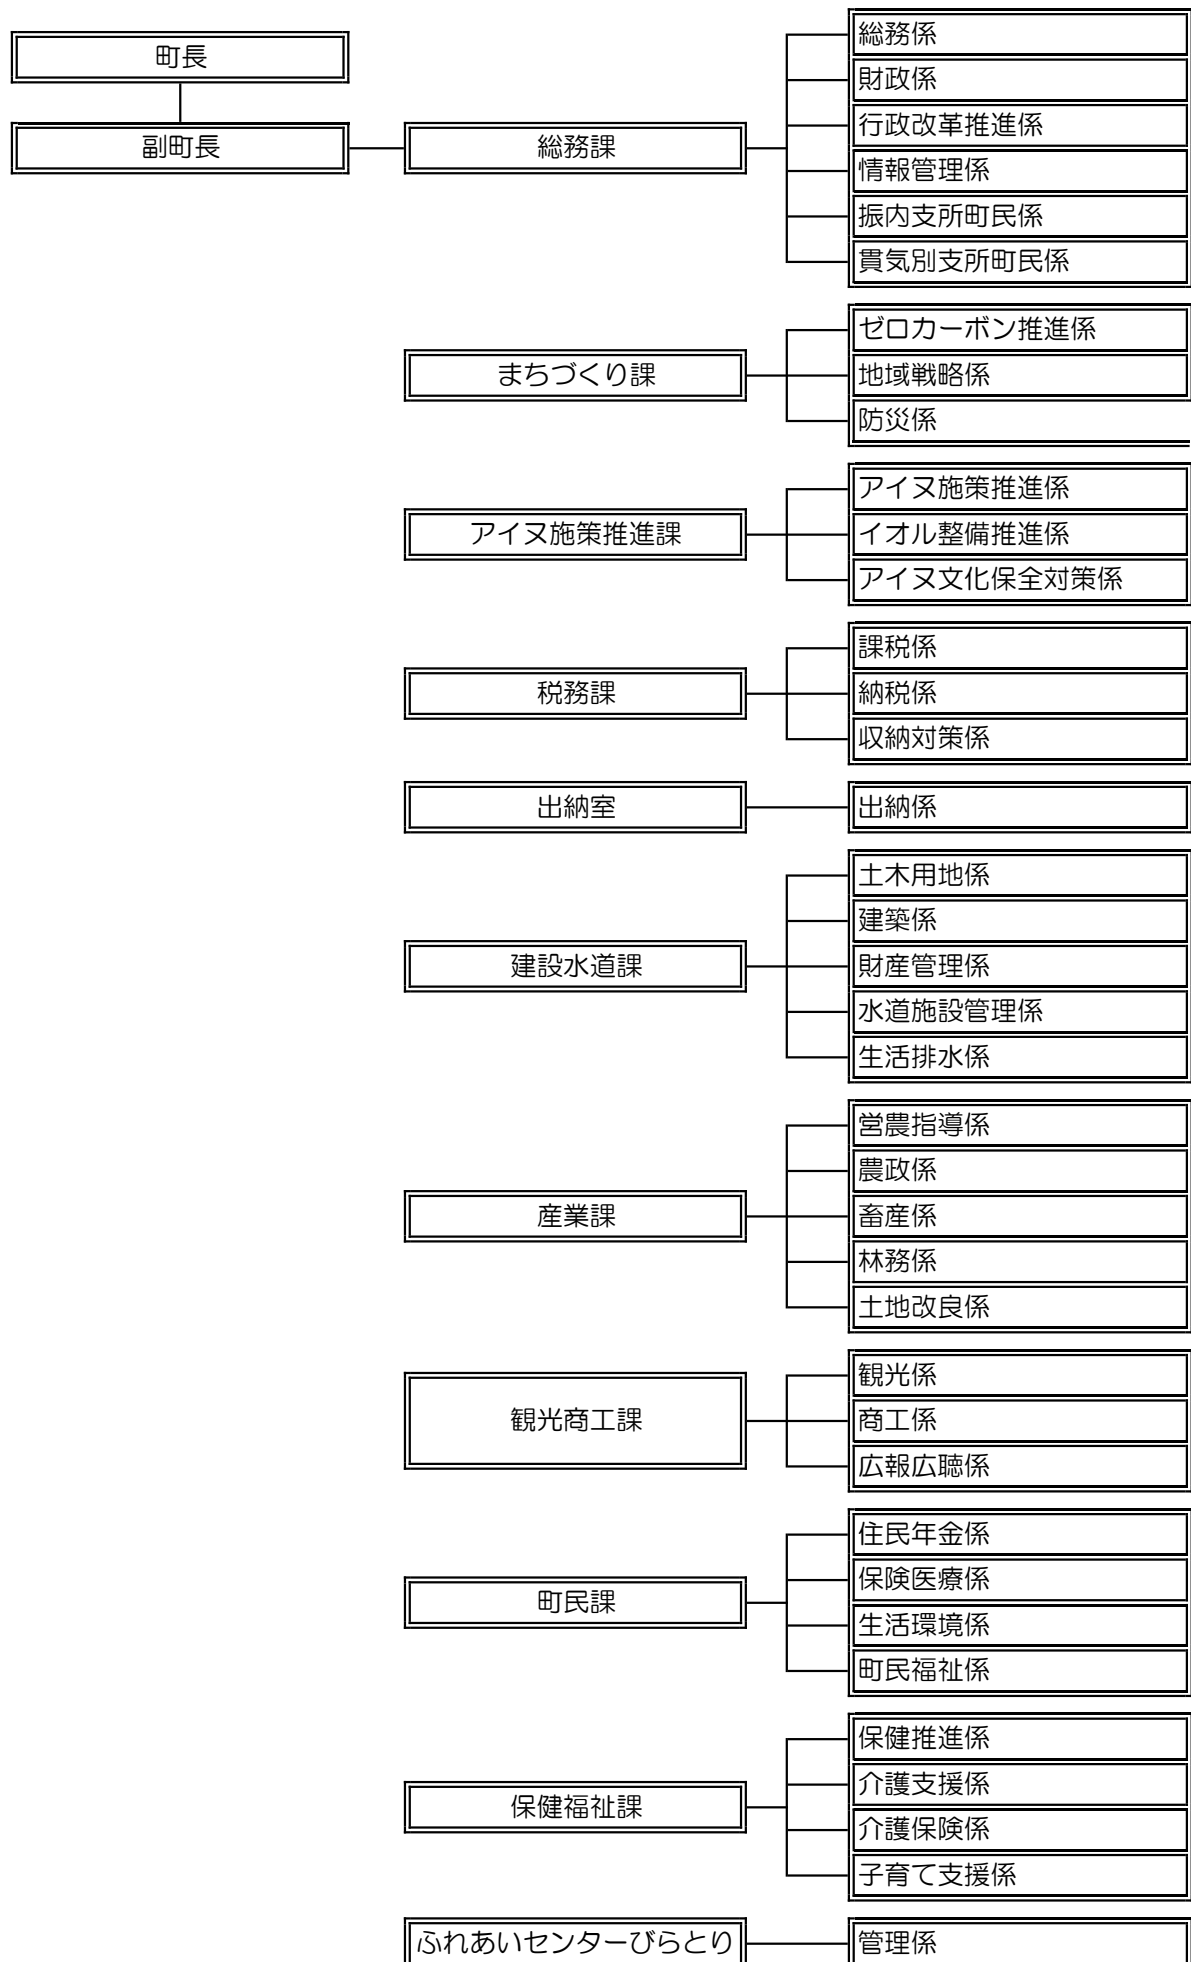 町長
副町長
総務課
総務係
財政係
行政改革推進係
情報管理係
振内支所町民係
貫気別支所町民係
まちづくり課
ゼロカーボン推進係
地域戦略係
防災係
アイヌ施策推進課
アイヌ施策推進係
イオル整備推進係
アイヌ文化保全対策係
税務課
課税係
納税係
収納対策係
出納室
出納係
建設水道課
土木用地係
建築係
財産管理係
水道施設管理係
生活排水係
産業課
営農指導係
農政係
畜産係
林務係
土地改良係
観光商工課
観光係
商工係
広報広聴係
町民課
住民年金係
保険医療係
生活環境係
町民福祉係
保健福祉課
保健推進係
介護支援係
介護保険係
子育て支援係
ふれあいセンターびらとり
管理係